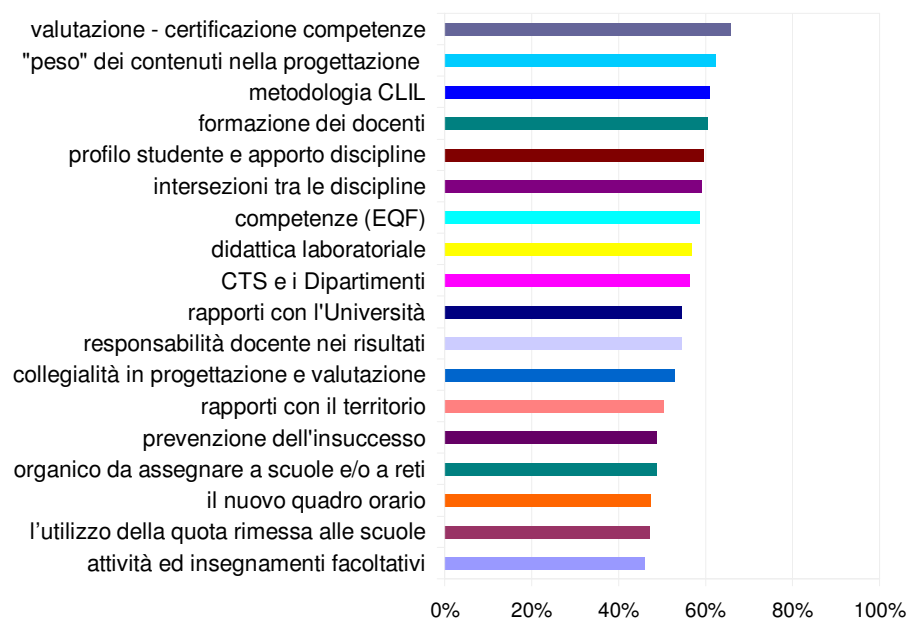 valutazione - certificazione competenze
"peso" dei contenuti nella progettazione
metodologia CLIL
formazione dei docenti
profilo studente e apporto discipline
intersezioni tra le discipline
competenze (EQF)
didattica laboratoriale
CTS e i Dipartimenti
rapporti con l'Università
responsabilità docente nei risultati
collegialità in progettazione e valutazione
rapporti con il territorio
prevenzione dell'insuccesso
organico da assegnare a scuole e/o a reti
il nuovo quadro orario
l’utilizzo della quota rimessa alle scuole
attività ed insegnamenti facoltativi
0% 20% 40% 60% 80% 100%